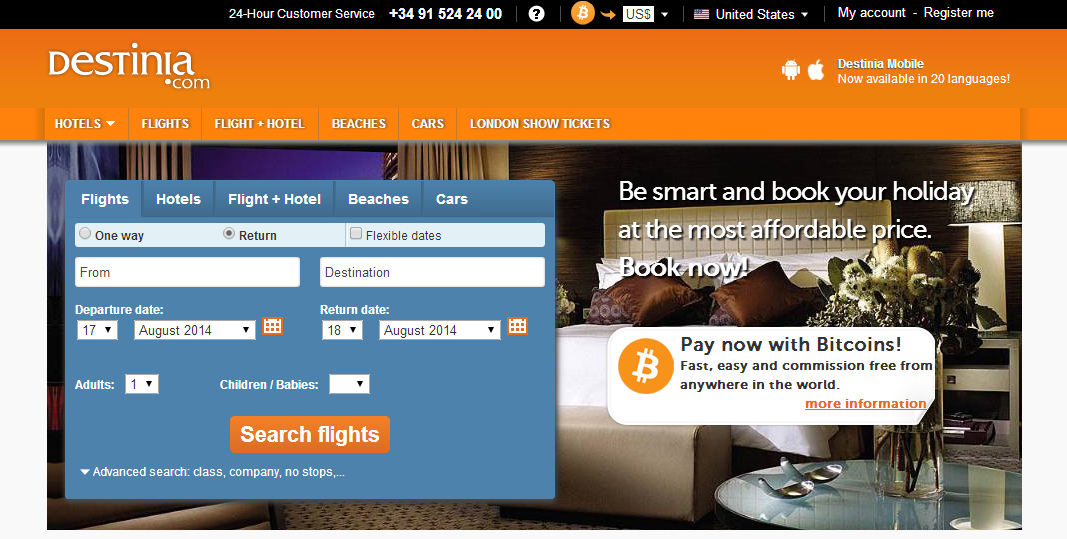 24-Hour Customer Service +34 91 524 24 00 ? US$ United States My account - Register me
DESTINIA
.com
Destinia Mobile
Now available in 20 languages!
HOTELS FLIGHTS FLIGHT + HOTEL BEACHES CARS LONDON SHOW TICKETS
Flights Hotels Flight + Hotel Beaches Cars
One way Return Flexible dates
From Destination
Departure date: Return date:
17 August 2014 18 August 2014
Adults: 1 Children / Babies:
Search flights
Advanced search: class, company, no stops,...
Be smart and book your holiday
at the most affordable price.
Book now!
Pay now with Bitcoins!
Fast, easy and commission free from
anywhere in the world.
more information